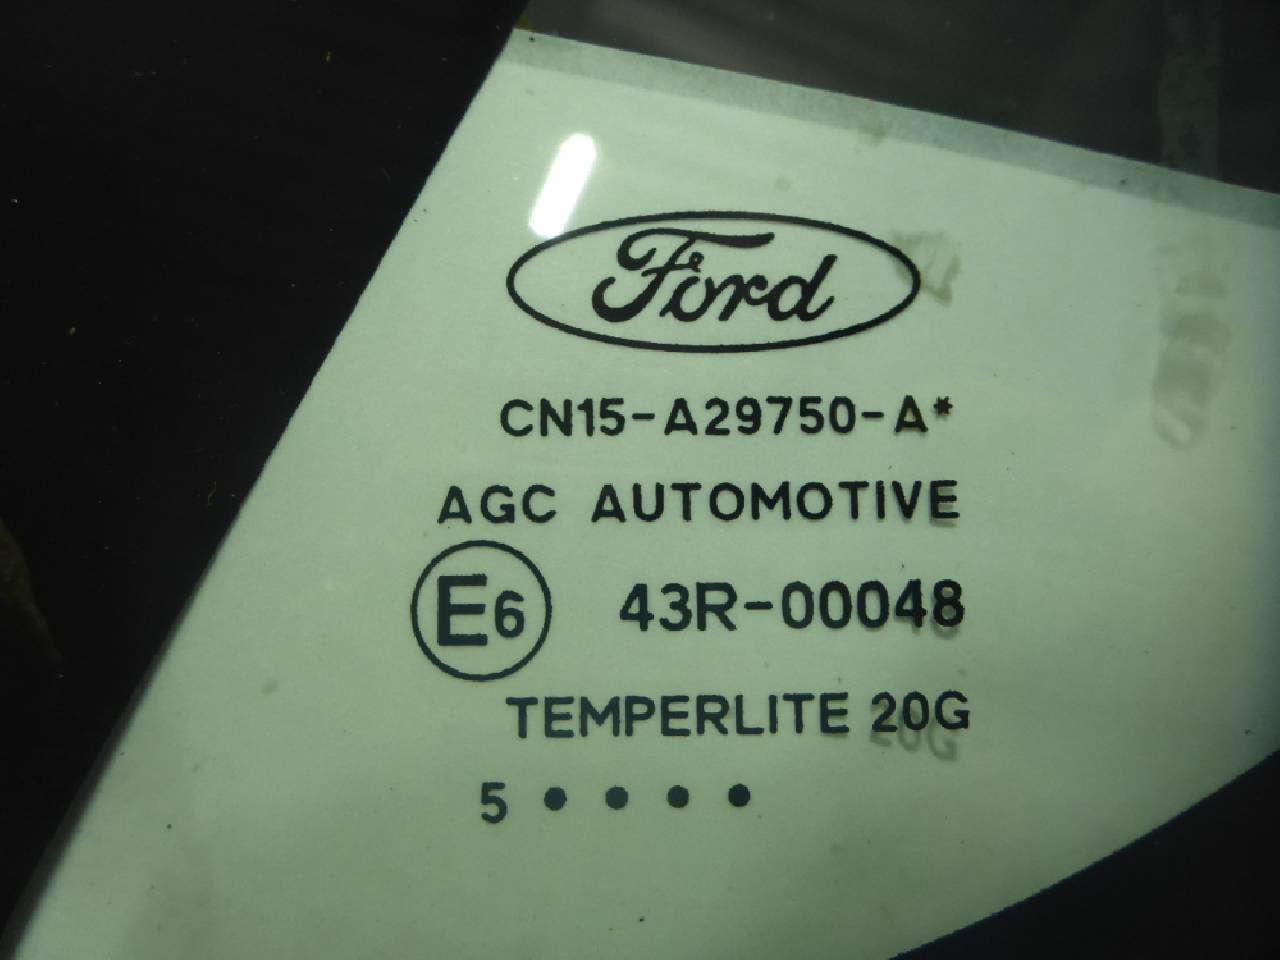 Ford
CN15-A29750-A*
AGC AUTOMOTIVE
E6 43R-00048
TEMPERLITE 20G
5 • • • •